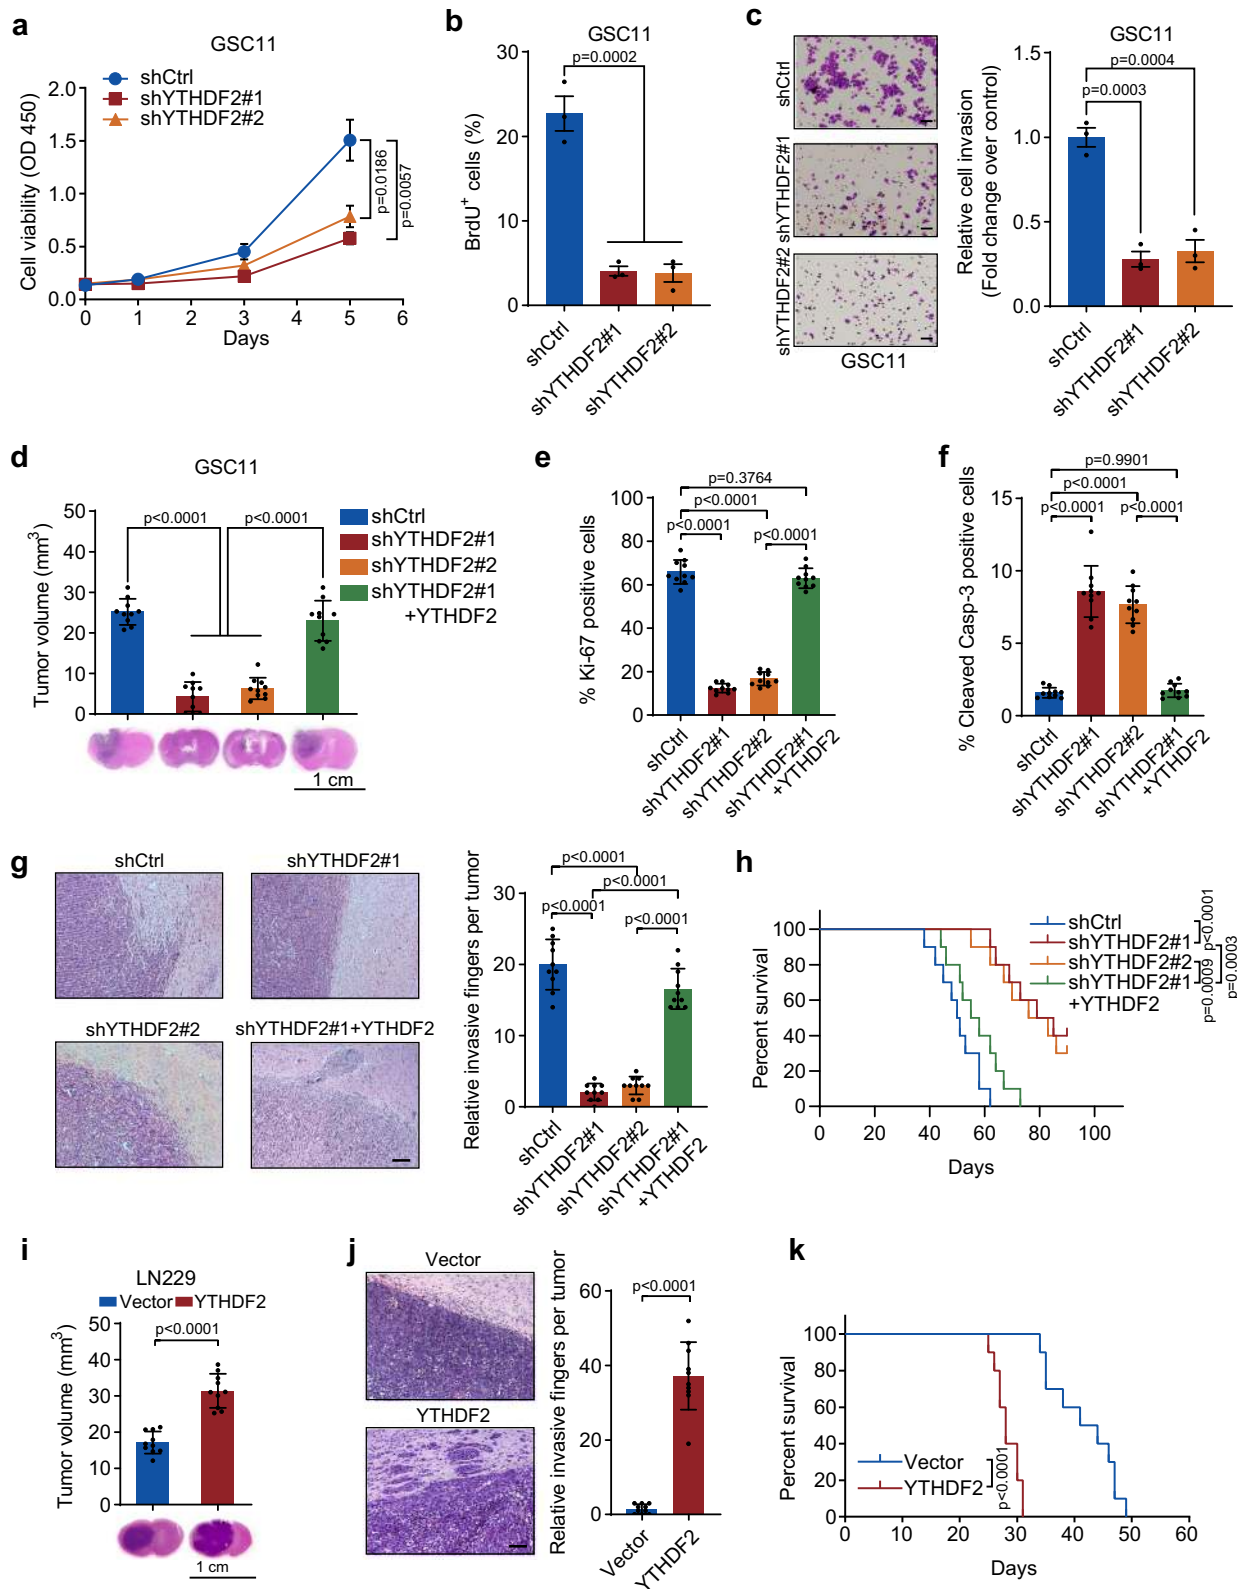 a
GSC11
shCtrl
shYTHDF2#1
shYTHDF2#2
Cell viability (OD 450)
2.0
1.5
1.0
0.5
0.0
0 1 2 3 4 5 6
Days
p=0.0186
p=0.0057
b
GSC11
BrdU+ cells (%)
30
20
10
0
p=0.0002
shCtrl
shYTHDF2#1
shYTHDF2#2
c
shCtrl
shYTHDF2#1
shYTHDF2#2
GSC11
GSC11
Relative cell invasion
(Fold change over control)
1.5
1.0
0.5
0.0
p=0.0004
p=0.0003
shCtrl
shYTHDF2#1
shYTHDF2#2
d
GSC11
Tumor volume (mm3)
50
40
30
20
10
0
p<0.0001
p<0.0001
shCtrl
shYTHDF2#1
shYTHDF2#2
shYTHDF2#1
+YTHDF2
1 cm
e
% Ki-67 positive cells
100
80
60
40
20
0
p=0.3764
p<0.0001
p<0.0001
p<0.0001
shCtrl
shYTHDF2#1
shYTHDF2#2
shYTHDF2#1
+YTHDF2
f
% Cleaved Casp-3 positive cells
15
10
5
0
p=0.9901
p<0.0001
p<0.0001
p<0.0001
shCtrl
shYTHDF2#1
shYTHDF2#2
shYTHDF2#1
+YTHDF2
g
shCtrl
shYTHDF2#1
shYTHDF2#2
shYTHDF2#1+YTHDF2
Relative invasive fingers per tumor
30
20
10
0
p<0.0001
p<0.0001
p<0.0001
p<0.0001
shCtrl
shYTHDF2#1
shYTHDF2#2
shYTHDF2#1
+YTHDF2
h
Percent survival
100
80
60
40
20
0
0 20 40 60 80 100
Days
shCtrl
shYTHDF2#1
shYTHDF2#2
shYTHDF2#1
+YTHDF2
p<0.0001
p=0.0009
p=0.0003
i
LN229
Vector YTHDF2
Tumor volume (mm3)
50
40
30
20
10
0
p<0.0001
1 cm
j
Vector
YTHDF2
Relative invasive fingers per tumor
60
40
20
0
p<0.0001
Vector
YTHDF2
k
Percent survival
100
80
60
40
20
0
0 10 20 30 40 50 60
Days
Vector
YTHDF2
p<0.0001